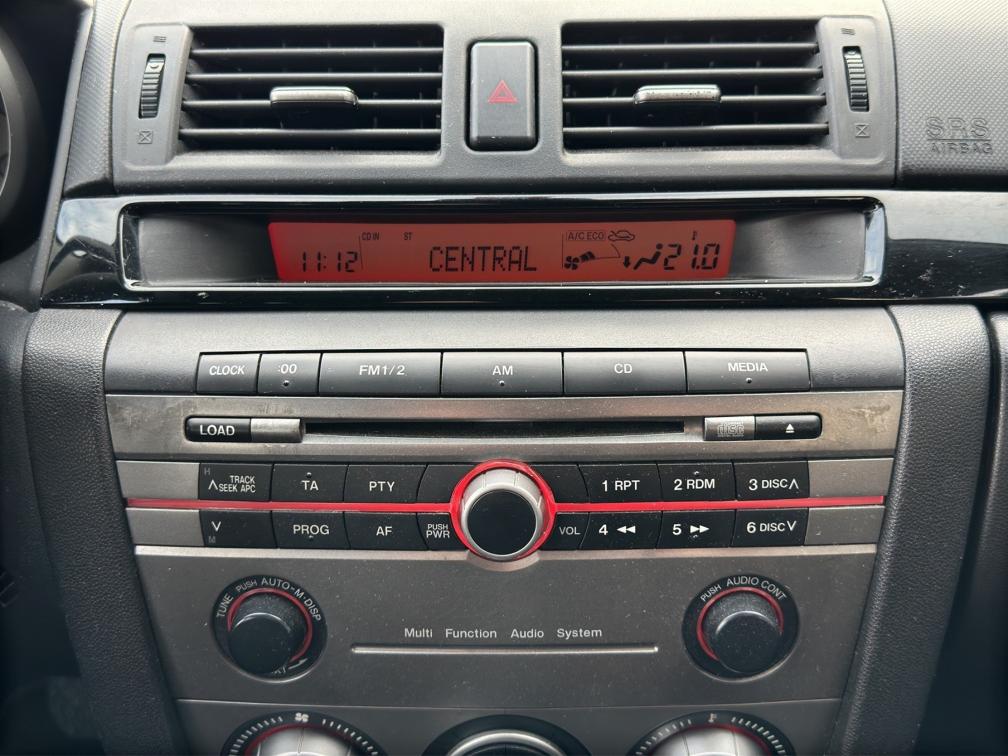 SRS
AIRBAG
CD IN ST A/C ECO
11:12 CENTRAL 21.0
CLOCK :00 FM1/2 AM CD MEDIA
LOAD
H TRACK
SEEK APC TA PTY 1 RPT 2 RDM 3 DISC
M PROG AF PUSH PWR VOL 4 5 6 DISC
TUNE PUSH AUTO-M-DISP
PUSH AUDIO CONT
Multi Function Audio System